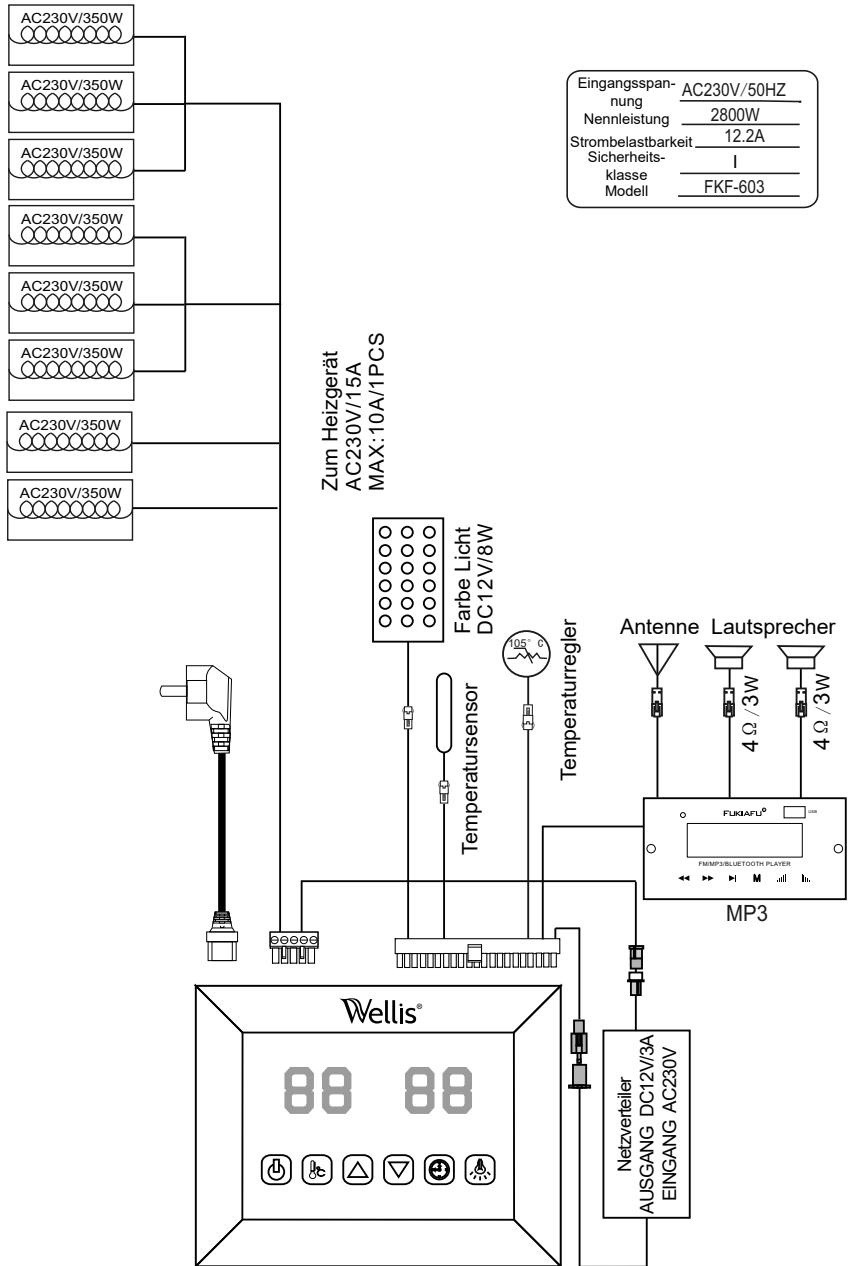 AC230V/350W
AC230V/350W
AC230V/350W
AC230V/350W
AC230V/350W
AC230V/350W
AC230V/350W
AC230V/350W
Eingangsspan-
nung AC230V/50HZ
Nennleistung 2800W
Strombelastbarkeit 12.2A
Sicherheits-
klasse I
Modell FKF-603
Zum Heizgerät
AC230V/15A
MAX:10A/1PCS
Farbe Licht
DC12V/8W
Temperatursensor
105° C
Temperaturregler
Antenne Lautsprecher
4 Ω/3W
4 Ω/3W
FUKIAFU®
USB
FM/MP3/BLUETOOTH PLAYER
M
MP3
Wellis®
88 88
°C
Netzverteiler
AUSGANG DC12V/3A
EINGANG AC230V